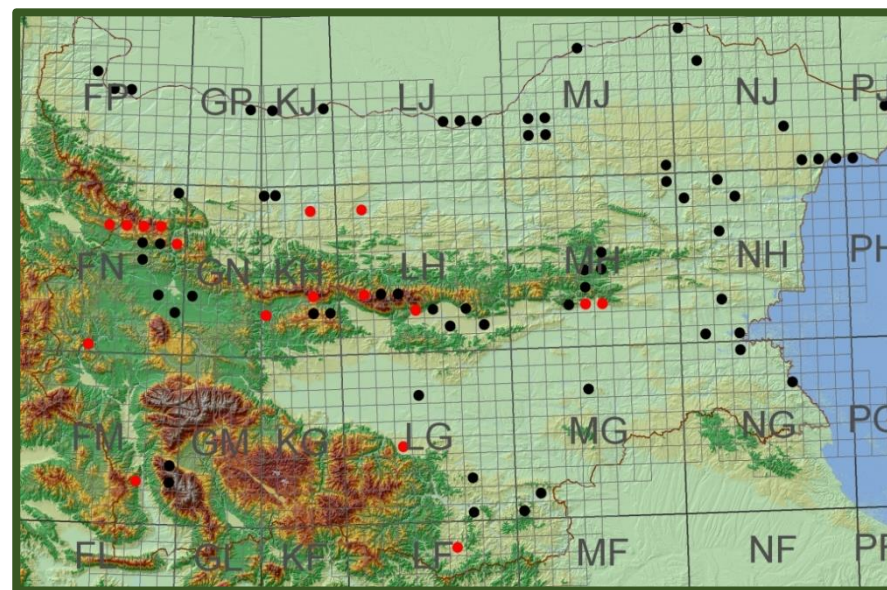 FP GP KJ LJ MJ NJ PJ
FN GN KH LH MH NH PH
FM GM KG LG MG NG PG
FL GL KF LF MF NF PF